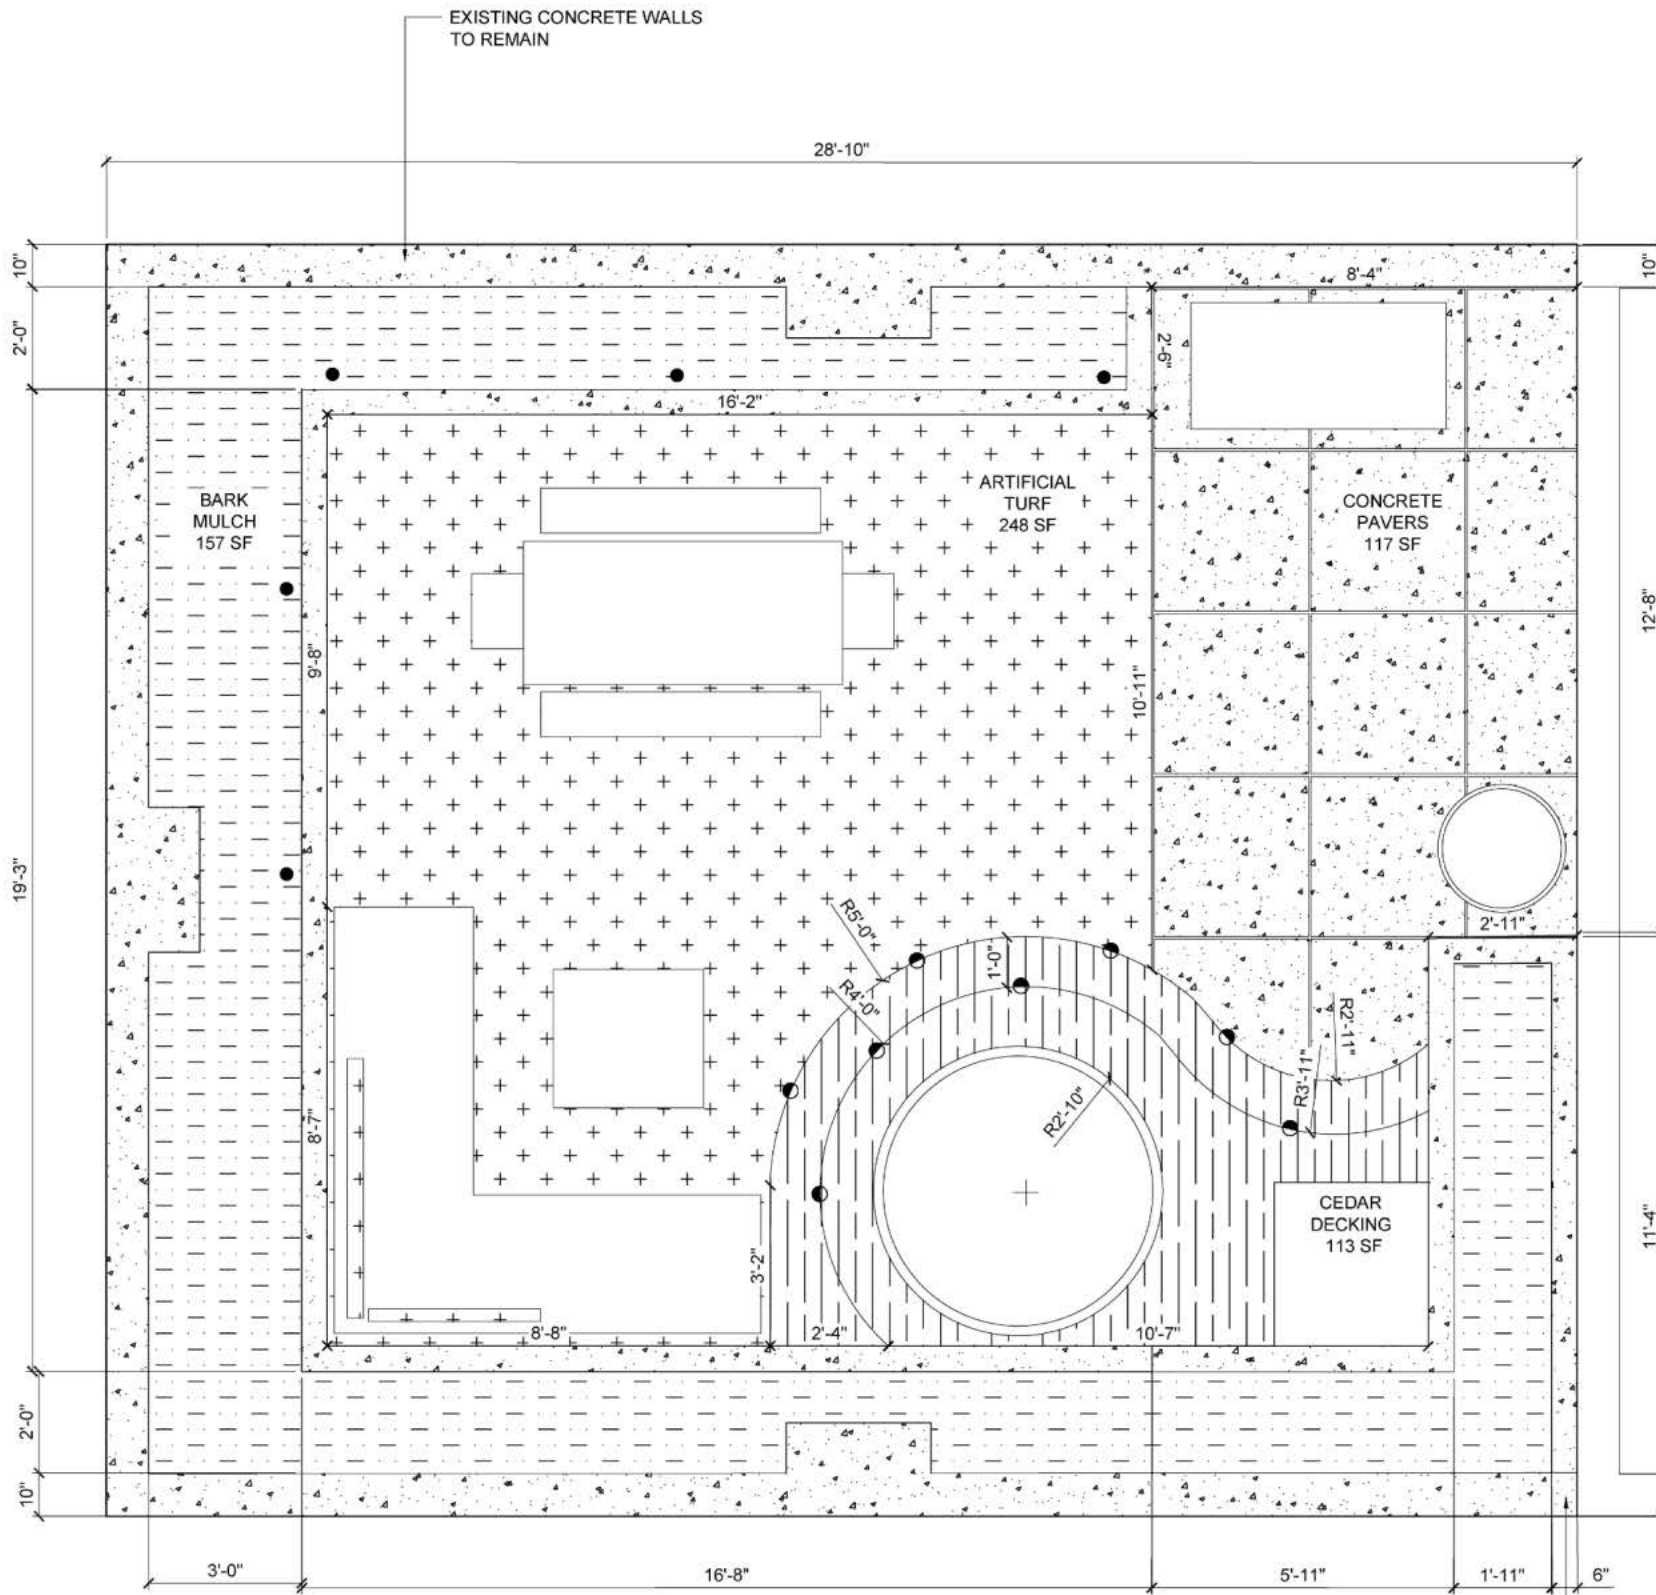 EXISTING CONCRETE WALLS
TO REMAIN
28'-10"
10"
10"
8'-4"
2'-0"
2'-6"
16'-2"
BARK
MULCH
157 SF
ARTIFICIAL
TURF
248 SF
CONCRETE
PAVERS
117 SF
12'-8"
9'-8"
10'-11"
19'-3"
R5'-0"
1'-0"
2'-11"
R4'-0"
R2'-11"
R3'-11"
R2'-10"
8'-7"
CEDAR
DECKING
113 SF
11'-4"
3'-2"
8'-8"
2'-4"
10'-7"
2'-0"
10"
3'-0"
16'-8"
5'-11"
1'-11"
6"